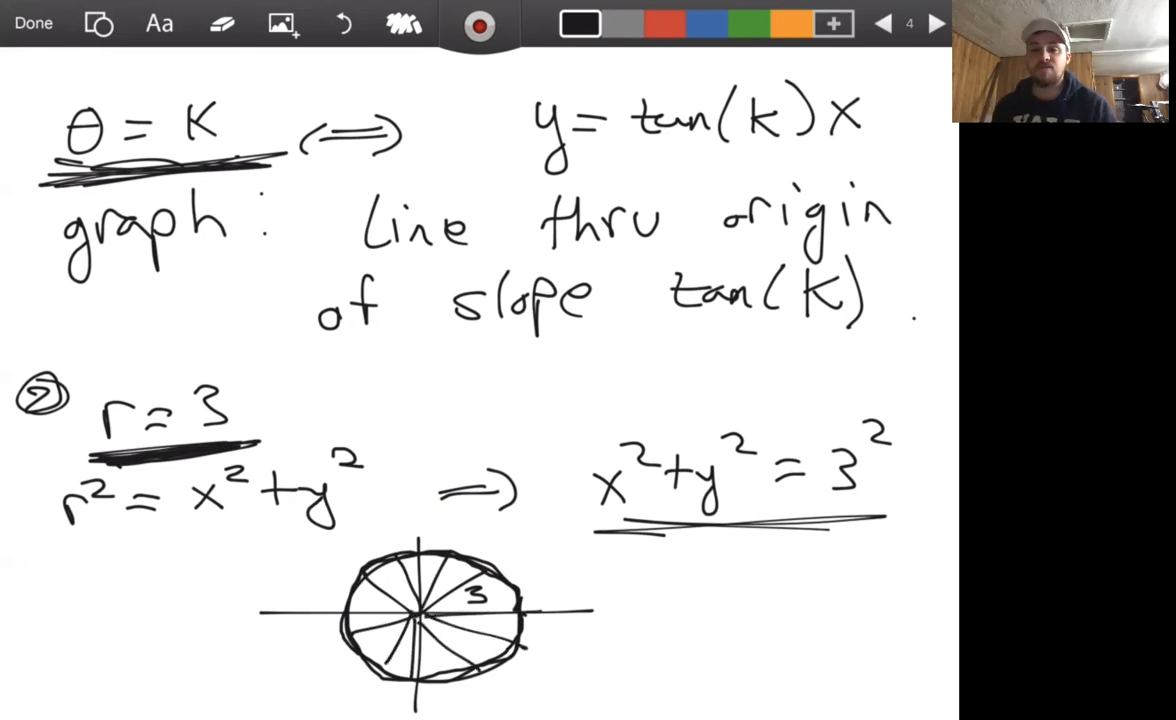 Done Aa 4
θ = K ⟺ y = tan(k)x
graph: Line thru origin
of slope tan(k).
② r = 3
r² = x² + y² ⟹ x² + y² = 3²
3